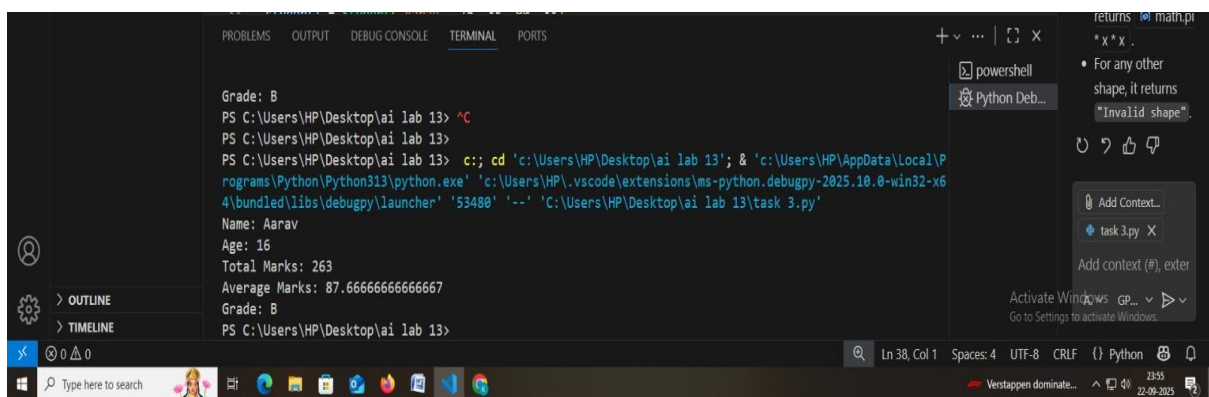 PROBLEMS OUTPUT DEBUG CONSOLE TERMINAL PORTS
powershell
Python Deb...
Grade: B
PS C:\Users\HP\Desktop\ai lab 13> ^C
PS C:\Users\HP\Desktop\ai lab 13>
PS C:\Users\HP\Desktop\ai lab 13> c:; cd 'c:\Users\HP\Desktop\ai lab 13'; & 'c:\Users\HP\AppData\Local\P
rograms\Python\Python313\python.exe' 'c:\Users\HP\.vscode\extensions\ms-python.debugpy-2025.10.0-win32-x6
4\bundled\libs\debugpy\launcher' '53480' '--' 'C:\Users\HP\Desktop\ai lab 13\task 3.py'
Name: Aarav
Age: 16
Total Marks: 263
Average Marks: 87.66666666666667
Grade: B
PS C:\Users\HP\Desktop\ai lab 13>
returns math.pi
* x * x .
• For any other
shape, it returns
"Invalid shape".
Add Context...
task 3.py X
Add context (#), exter
GP...
Activate Windows
Go to Settings to activate Windows.
> OUTLINE
> TIMELINE
0 0
Ln 38, Col 1 Spaces: 4 UTF-8 CRLF {} Python
Type here to search
Verstappen dominate...
23:55
22-09-2025
2